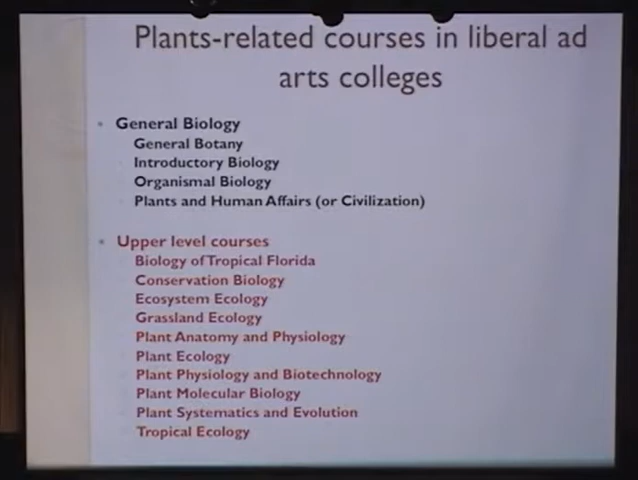 Plants-related courses in liberal ad
arts colleges
General Biology
General Botany
Introductory Biology
Organismal Biology
Plants and Human Affairs (or Civilization)
Upper level courses
Biology of Tropical Florida
Conservation Biology
Ecosystem Ecology
Grassland Ecology
Plant Anatomy and Physiology
Plant Ecology
Plant Physiology and Biotechnology
Plant Molecular Biology
Plant Systematics and Evolution
Tropical Ecology